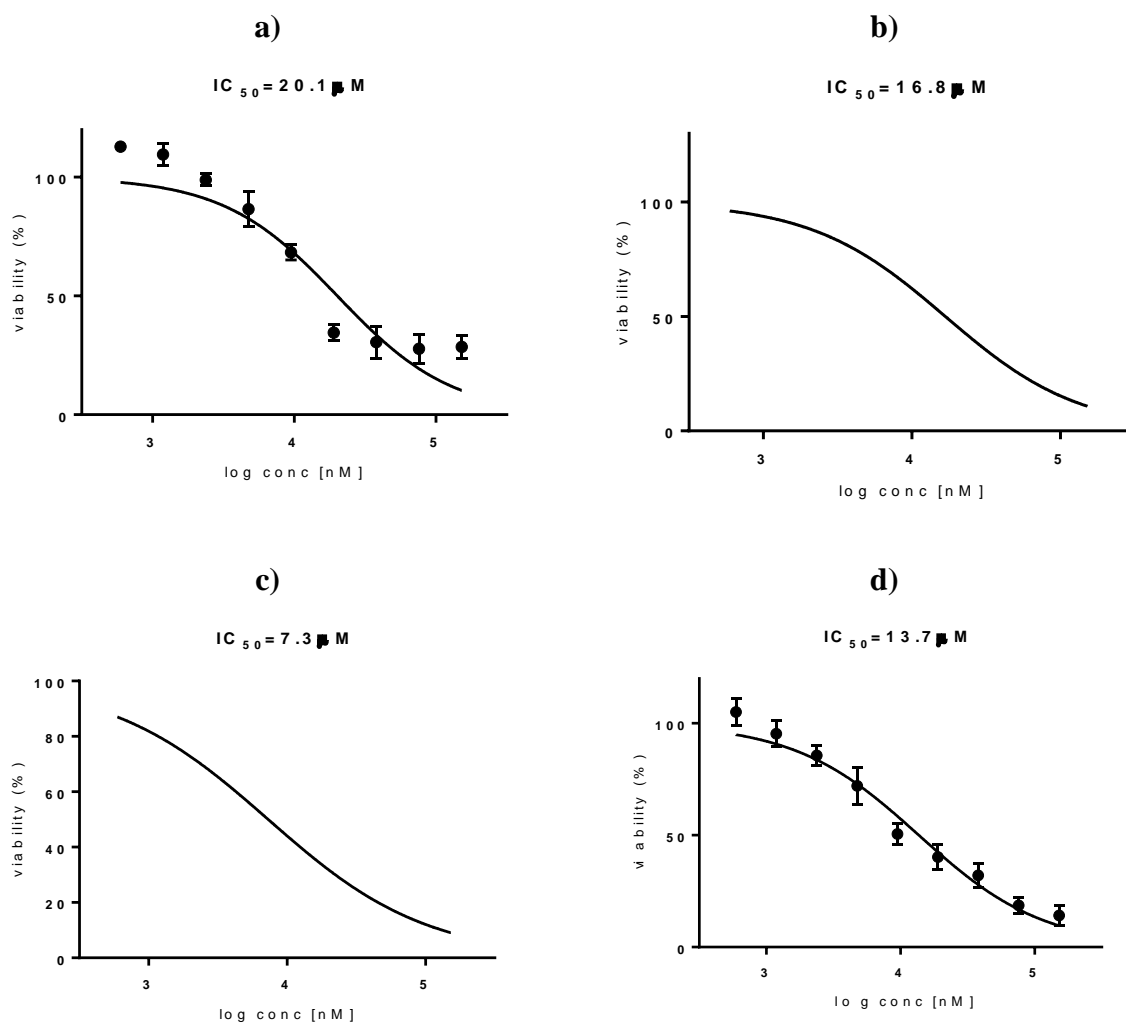 a)
IC 50 = 20.1 μM
100
50
0
3 4 5
viability (%)
log conc [nM]
b)
IC 50 = 16.8 μM
100
50
0
3 4 5
viability (%)
log conc [nM]
c)
IC 50 = 7.3 μM
100
80
60
40
20
0
3 4 5
viability (%)
log conc [nM]
d)
IC 50 = 13.7 μM
100
50
0
3 4 5
viability (%)
log conc [nM]